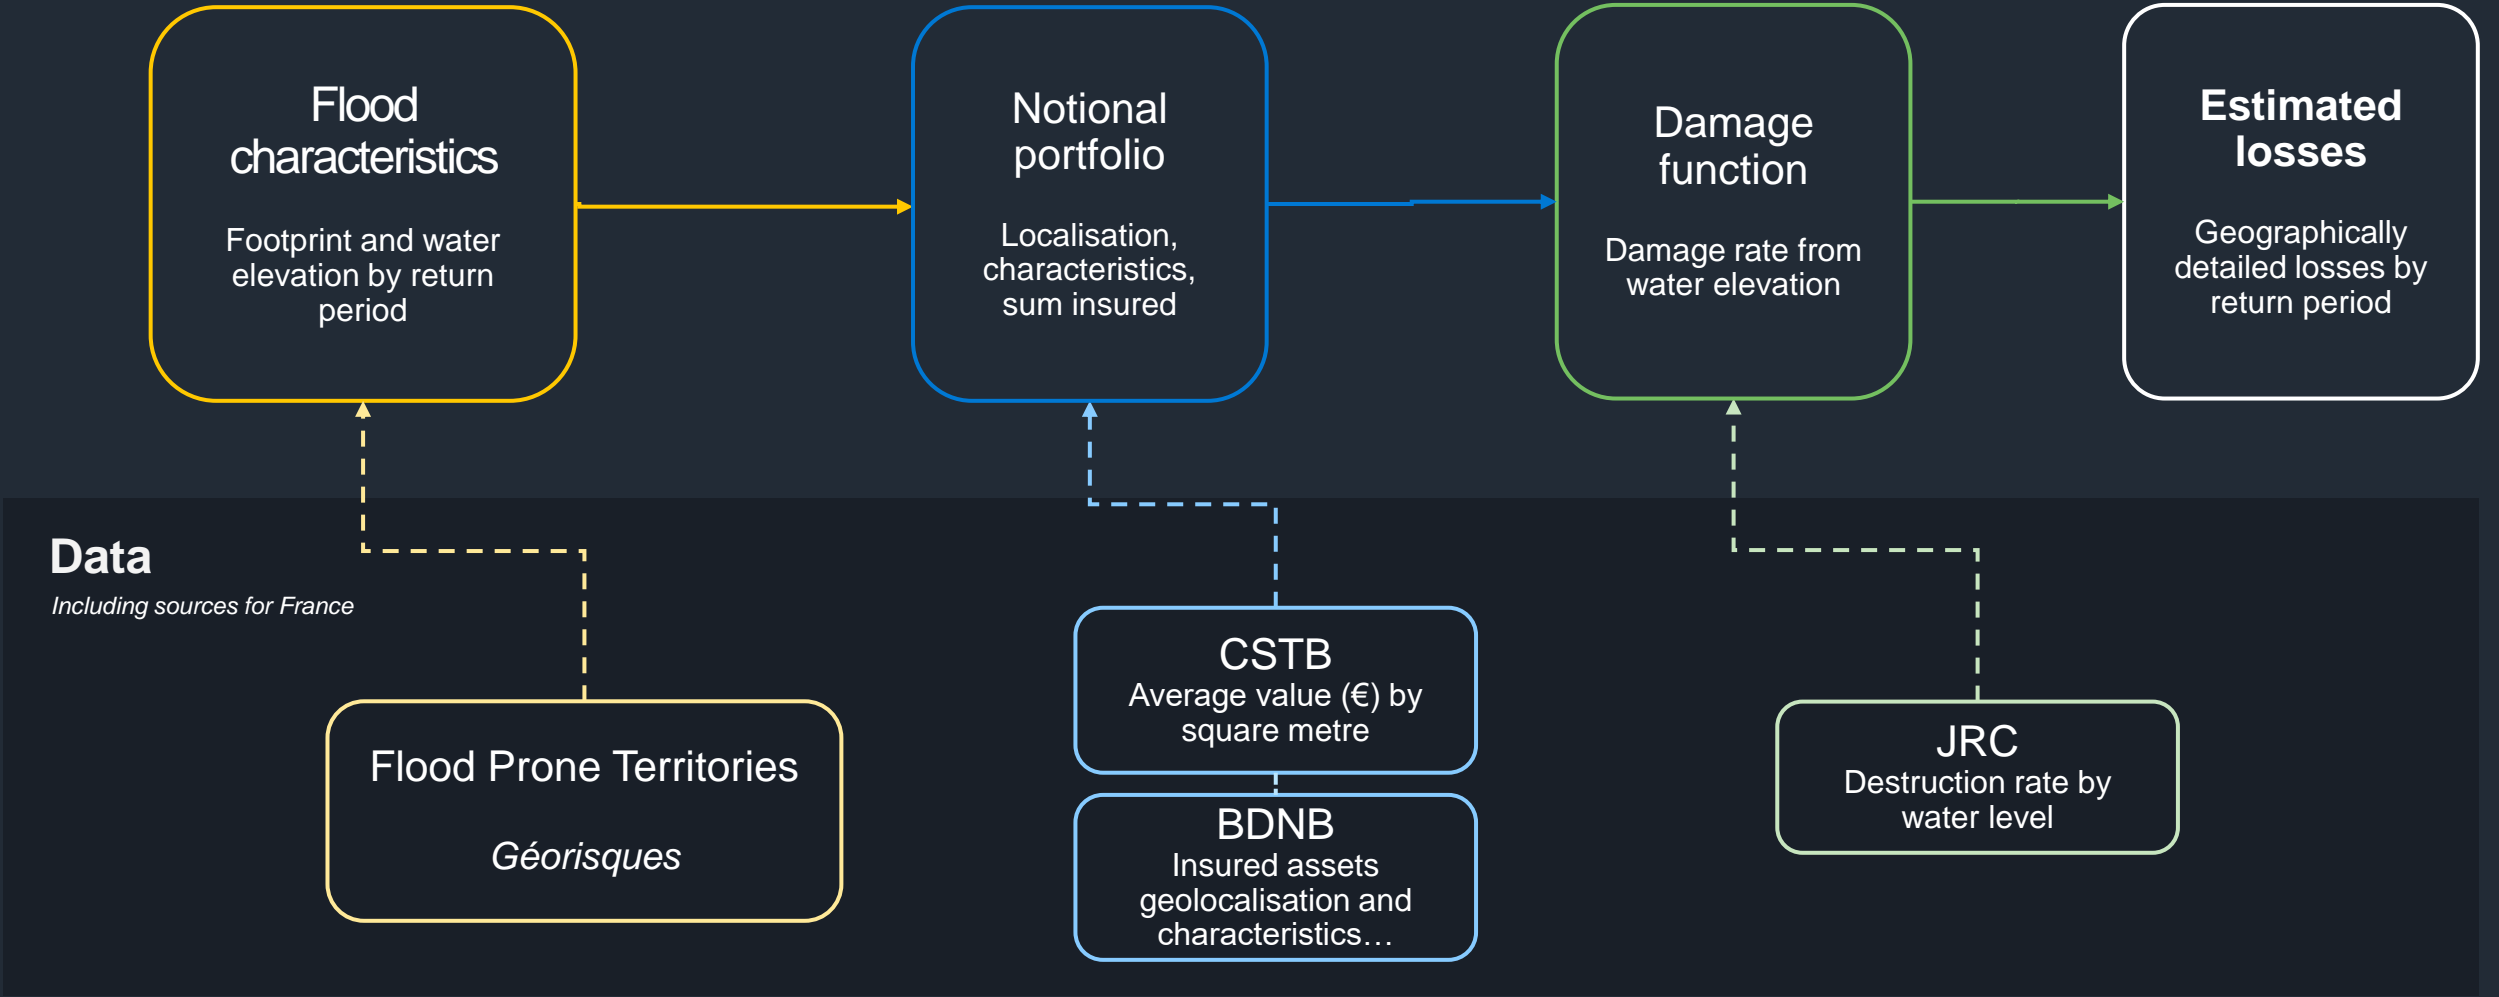 Flood
characteristics
Footprint and water
elevation by return
period
Notional
portfolio
Localisation,
characteristics,
sum insured
Damage
function
Damage rate from
water elevation
Estimated
losses
Geographically
detailed losses by
return period
Data
Including sources for France
Flood Prone Territories
Géorisques
CSTB
Average value (€) by
square metre
BDNB
Insured assets
geolocalisation and
characteristics…
JRC
Destruction rate by
water level